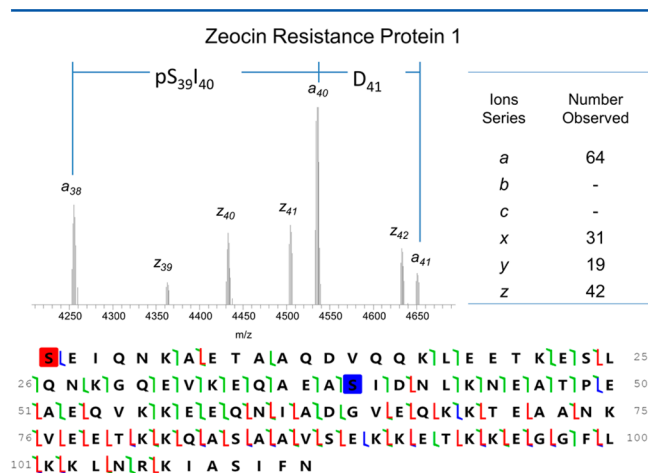 Zeocin Resistance Protein 1
pS39I40
D41
a40
a38
z39
z40
z41
z42
a41
4250 4300 4350 4400 4450 4500 4550 4600 4650
m/z
Ions Series Number Observed
a 64
b -
c -
x 31
y 19
z 42
S E I Q N K A E T A A Q D V Q Q K L E E T K E S L 25
26 Q N K G Q E V K E Q A E A S I D N L K N E A T P E 50
51 A E Q V K K E E Q N I A D G V E Q K K T E A A N K 75
76 V E E T K K Q A S A A V S E K K E T K K E G G F L 100
101 K K L N R K I A S I F N